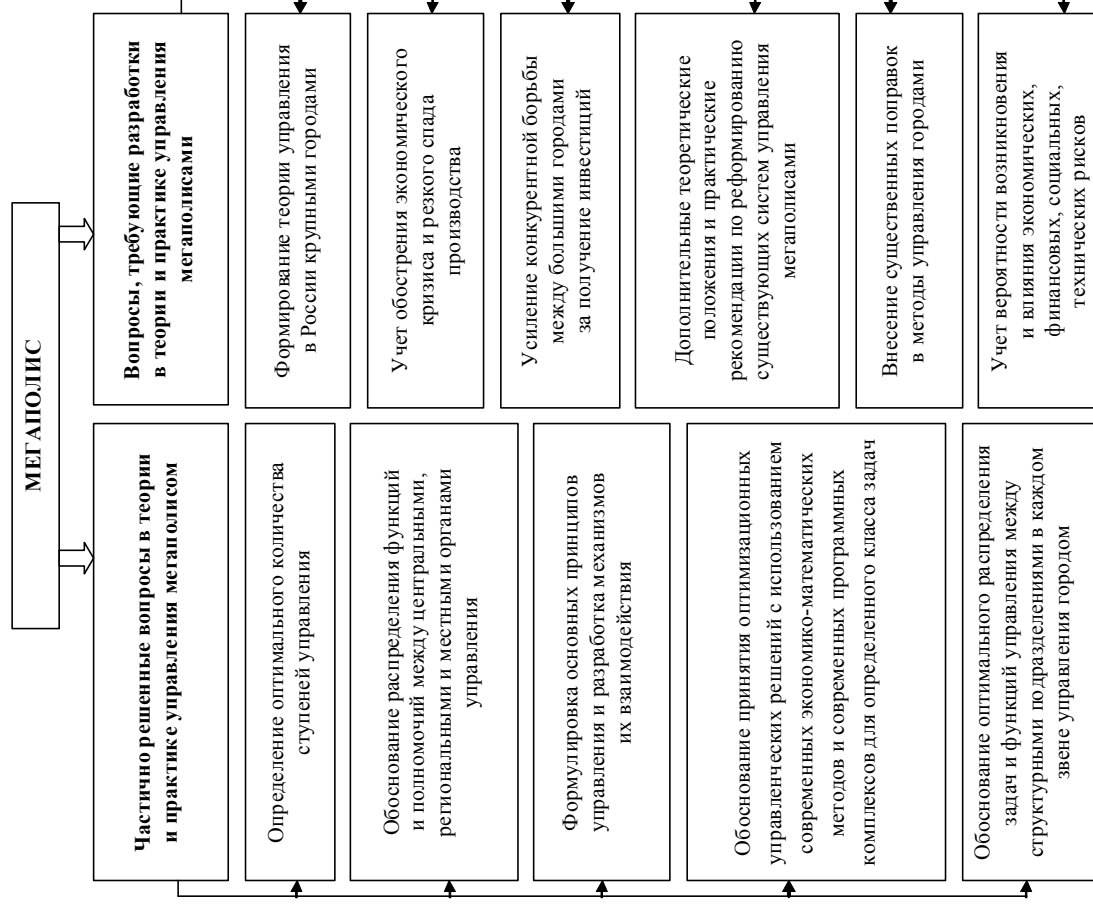 МЕГАПОЛИС
Частично решенные вопросы в теории
и практике управления мегаполисом
Определение оптимального количества
ступеней управления
Обоснование распределения функций
и полномочий между центральными,
региональными и местными органами
управления
Формулировка основных принципов
управления и разработка механизмов
их взаимодействия
Обоснование принятия оптимизационных
управленческих решений с использованием
современных экономико-математических
методов и современных программных
комплексов для определенного класса задач
Обоснование оптимального распределения
задач и функций управления между
структурными подразделениями в каждом
звене управления городом
Вопросы, требующие разработки
в теории и практике управления
мегаполисами
Формирование теории управления
в России крупными городами
Учет обострения экономического
кризиса и резкого спада
производства
Усиление конкурентной борьбы
между большими городами
за получение инвестиций
Дополнительные теоретические
положения и практические
рекомендации по реформированию
существующих систем управления
мегаполисами
Внесение существенных поправок
в методы управления городами
Учет вероятности возникновения
и влияния экономических,
финансовых, социальных,
технических рисков